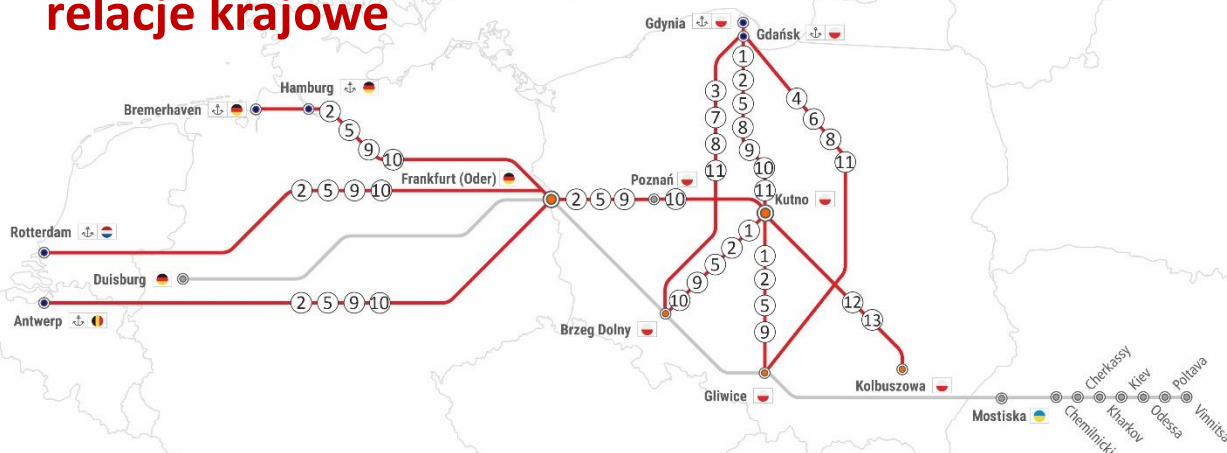 relacje krajowe
Gdynia
Gdańsk
1
2
5
8
9
10
11
3
7
8
11
4
6
8
11
Hamburg
Bremerhaven
2
5
9
10
Frankfurt (Oder)
2 5 9 10
2 5 9
Poznań
10
Kutno
Rotterdam
Duisburg
2 5 9 10
Antwerp
1
2
5
9
10
1
2
5
9
12
13
Brzeg Dolny
Gliwice
Kolbuszowa
Mostiska
Chemilnicki
Cherkassy
Kharkov
Kiev
Odessa
Poltava
Vinnitsa